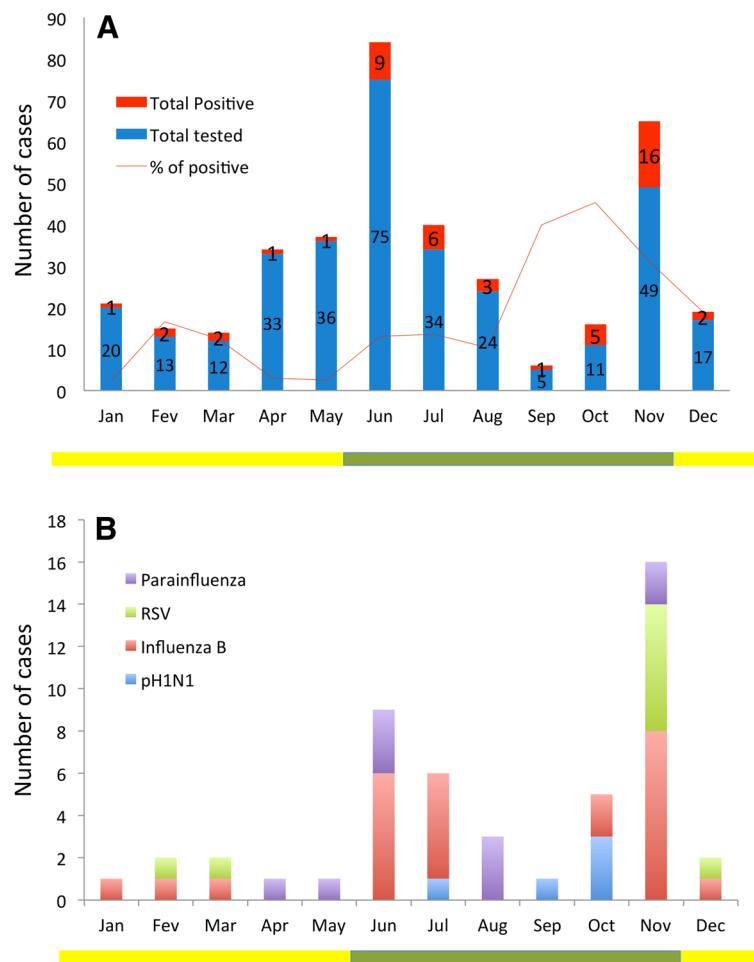 A
90
80
70
60
50
40
30
20
10
0
Number of cases
Total Positive
Total tested
% of positive
1 2 2 1 1 9 6 3 1 5 16 2
20 13 12 33 36 75 34 24 5 11 49 17
Jan Fev Mar Apr May Jun Jul Aug Sep Oct Nov Dec
B
18
16
14
12
10
8
6
4
2
0
Number of cases
Parainfluenza
RSV
Influenza B
pH1N1
Jan Fev Mar Apr May Jun Jul Aug Sep Oct Nov Dec